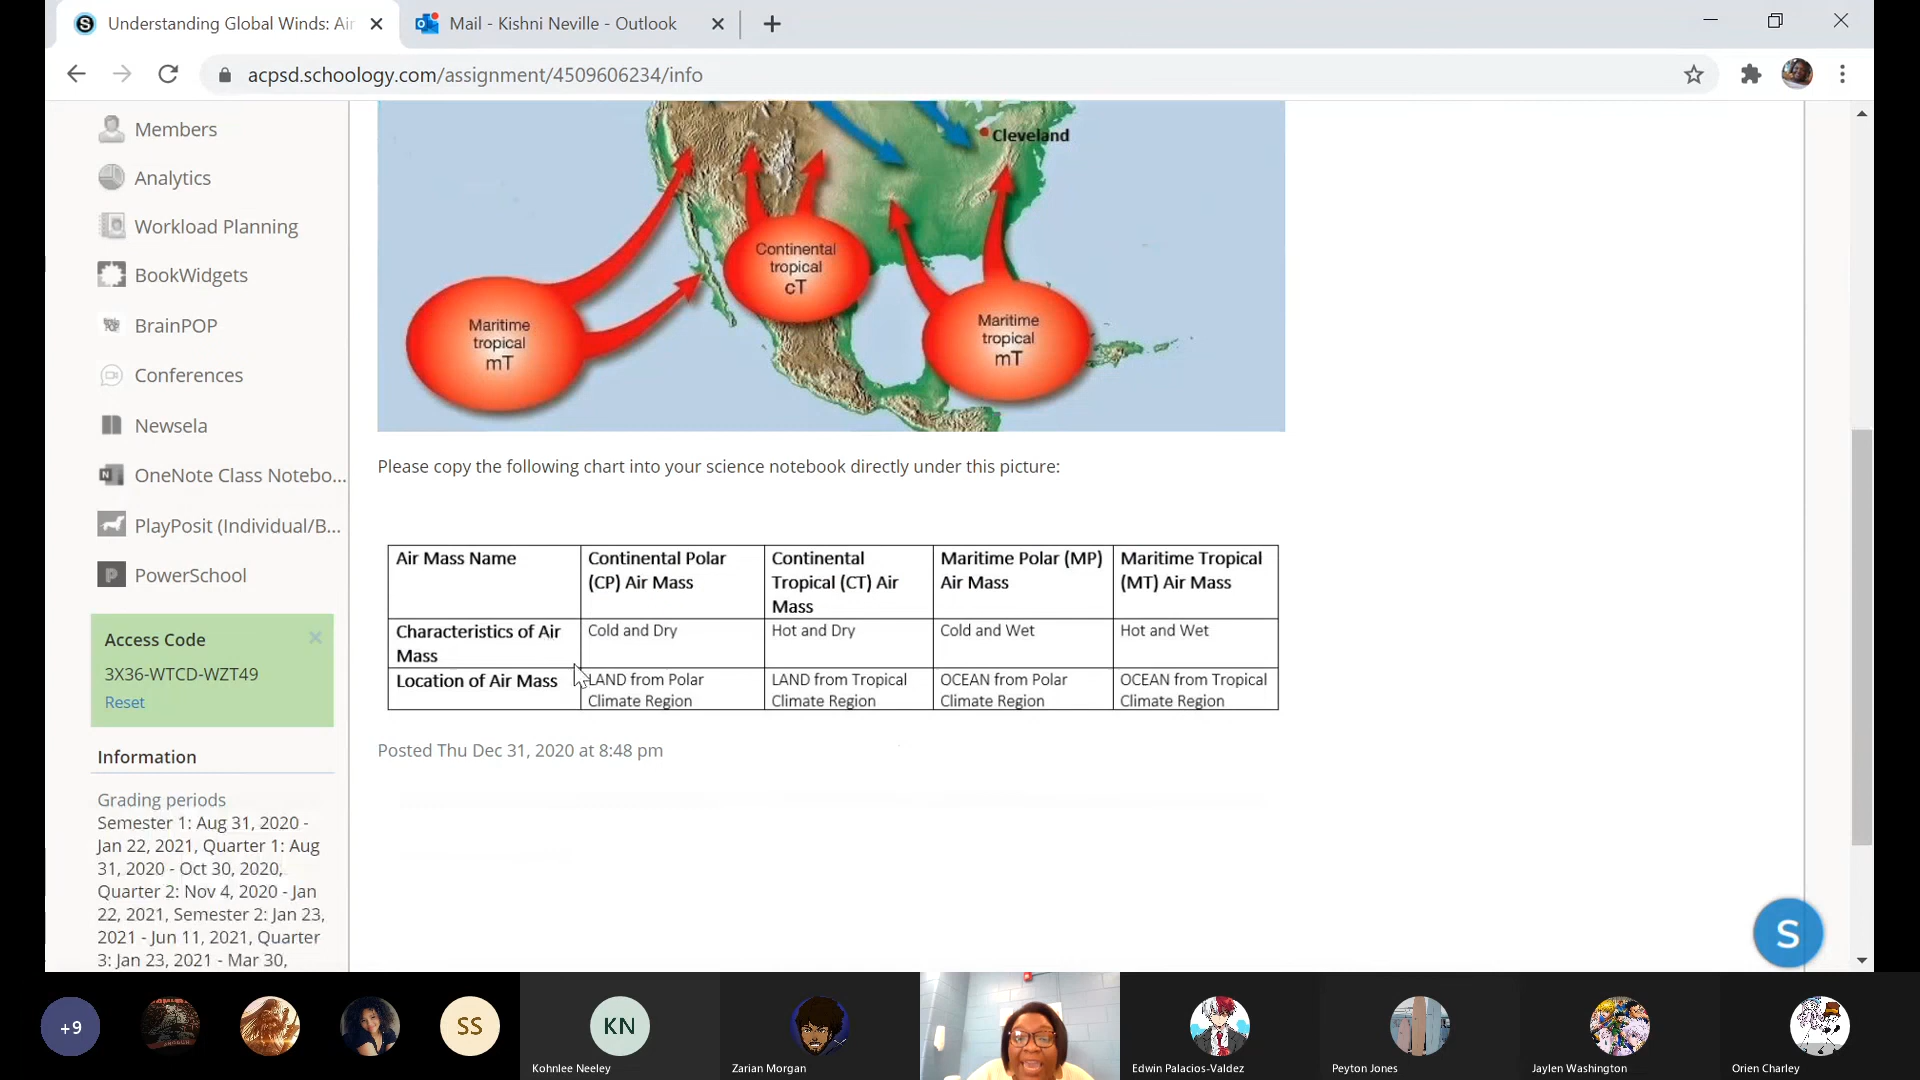 Understanding Global Winds: Air
Mail - Kishni Neville - Outlook
acpsd.schoology.com/assignment/4509606234/info
Members
Analytics
Workload Planning
BookWidgets
BrainPOP
Conferences
Newsela
OneNote Class Notebo...
PlayPosit (Individual/B...
PowerSchool
Access Code
3X36-WTCD-WZT49
Reset
Information
Grading periods
Semester 1: Aug 31, 2020 -
Jan 22, 2021, Quarter 1: Aug
31, 2020 - Oct 30, 2020,
Quarter 2: Nov 4, 2020 - Jan
22, 2021, Semester 2: Jan 23,
2021 - Jun 11, 2021, Quarter
3: Jan 23, 2021 - Mar 30,
Cleveland
Continental
tropical
cT
Maritime
tropical
mT
Maritime
tropical
mT
Please copy the following chart into your science notebook directly under this picture:
Air Mass Name
Continental Polar
(CP) Air Mass
Continental
Tropical (CT) Air
Mass
Maritime Polar (MP)
Air Mass
Maritime Tropical
(MT) Air Mass
Characteristics of Air
Mass
Cold and Dry
Hot and Dry
Cold and Wet
Hot and Wet
Location of Air Mass
LAND from Polar
Climate Region
LAND from Tropical
Climate Region
OCEAN from Polar
Climate Region
OCEAN from Tropical
Climate Region
Posted Thu Dec 31, 2020 at 8:48 pm
S
+9
SS
KN
Kohnlee Neeley
Zarian Morgan
Edwin Palacios-Valdez
Peyton Jones
Jaylen Washington
Orien Charley